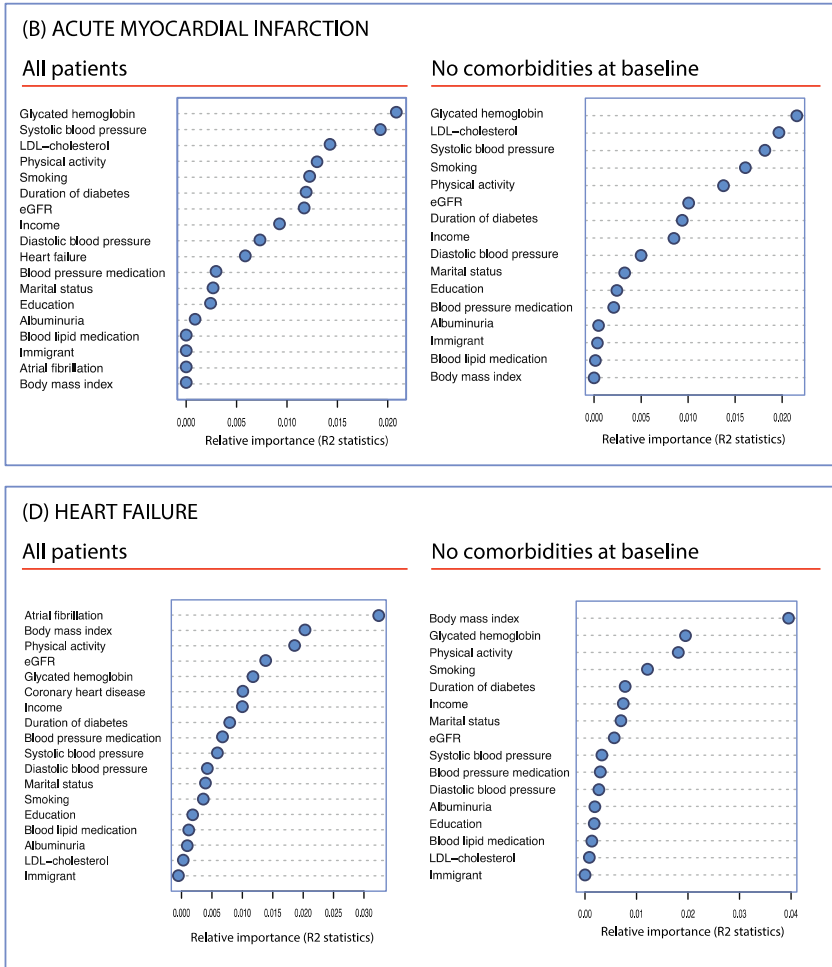 (B) ACUTE MYOCARDIAL INFARCTION
All patients
Glycated hemoglobin
Systolic blood pressure
LDL−cholesterol
Physical activity
Smoking
Duration of diabetes
eGFR
Income
Diastolic blood pressure
Heart failure
Blood pressure medication
Marital status
Education
Albuminuria
Blood lipid medication
Immigrant
Atrial fibrillation
Body mass index
0.000 0.005 0.010 0.015 0.020
Relative importance (R2 statistics)
No comorbidities at baseline
Glycated hemoglobin
LDL−cholesterol
Systolic blood pressure
Smoking
Physical activity
eGFR
Duration of diabetes
Income
Diastolic blood pressure
Marital status
Education
Blood pressure medication
Albuminuria
Immigrant
Blood lipid medication
Body mass index
0.000 0.005 0.010 0.015 0.020
Relative importance (R2 statistics)
(D) HEART FAILURE
All patients
Atrial fibrillation
Body mass index
Physical activity
eGFR
Glycated hemoglobin
Coronary heart disease
Income
Duration of diabetes
Blood pressure medication
Systolic blood pressure
Diastolic blood pressure
Marital status
Smoking
Education
Blood lipid medication
Albuminuria
LDL−cholesterol
Immigrant
0.000 0.005 0.010 0.015 0.020 0.025 0.030
Relative importance (R2 statistics)
No comorbidities at baseline
Body mass index
Glycated hemoglobin
Physical activity
Smoking
Duration of diabetes
Income
Marital status
eGFR
Systolic blood pressure
Blood pressure medication
Diastolic blood pressure
Albuminuria
Education
Blood lipid medication
LDL−cholesterol
Immigrant
0.00 0.01 0.02 0.03 0.04
Relative importance (R2 statistics)